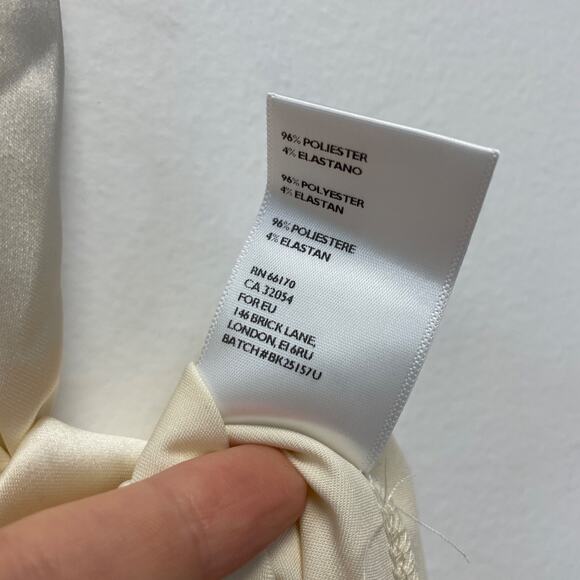 96% POLIESTER
4% ELASTANO
96% POLYESTER
4% ELASTAN
96% POLIESTERE
4% ELASTAN
RN 66170
CA 32054
FOR EU
146 BRICK LANE,
LONDON, E1 6RU
BATCH#BK25157U